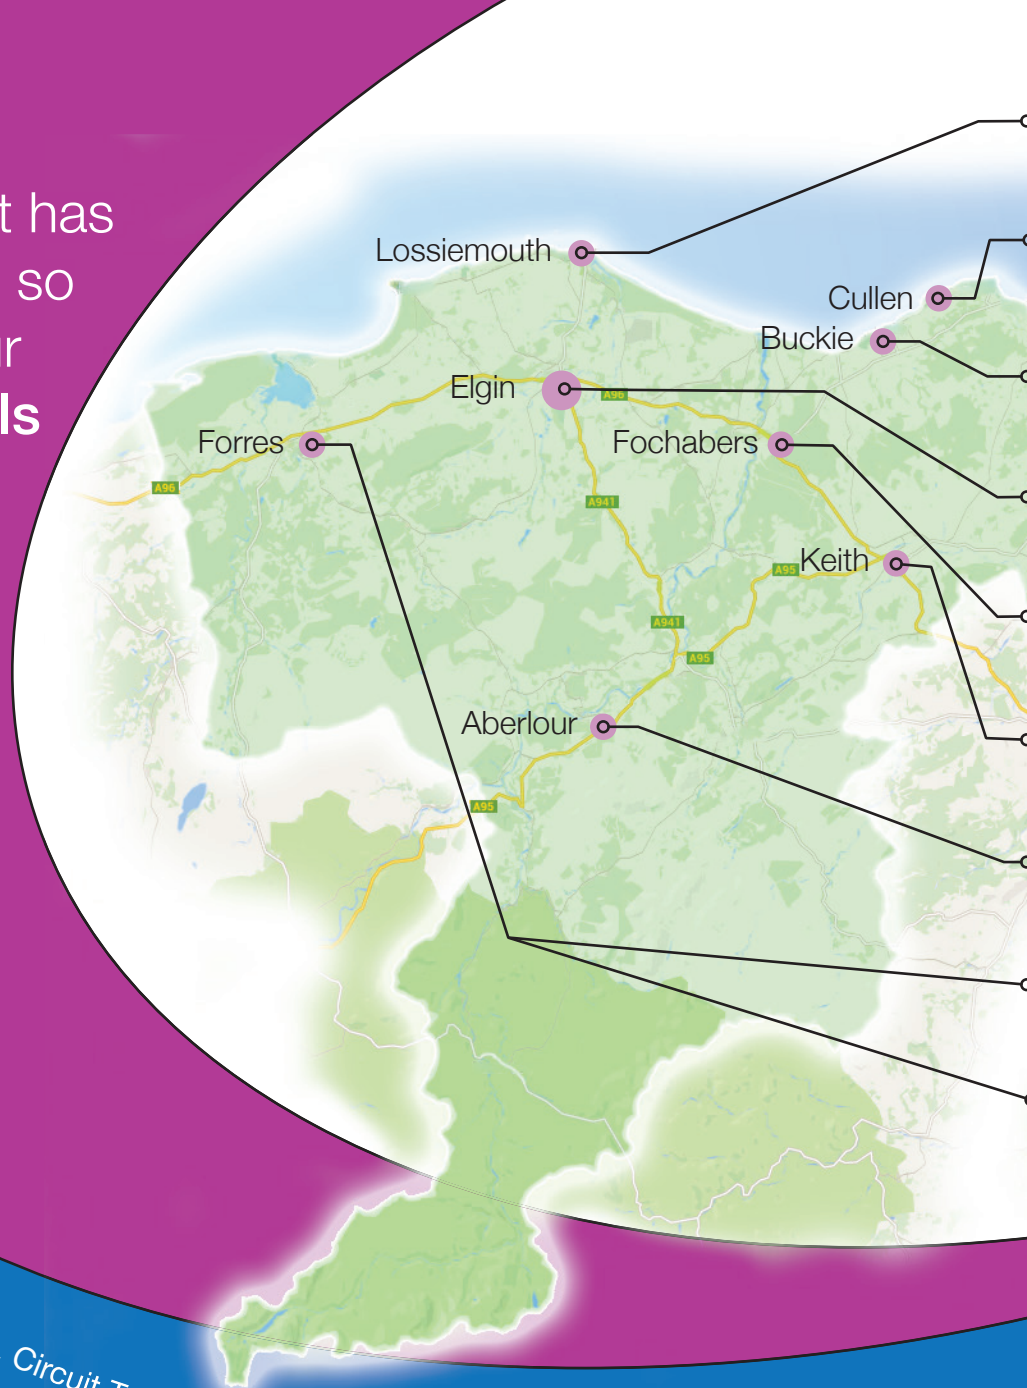 t has
so
ur
ls
Lossiemouth
Cullen
Buckie
Elgin
A96
Forres
Fochabers
A96
A941
Keith
A95
A941
A95
Aberlour
A95
Circuit T